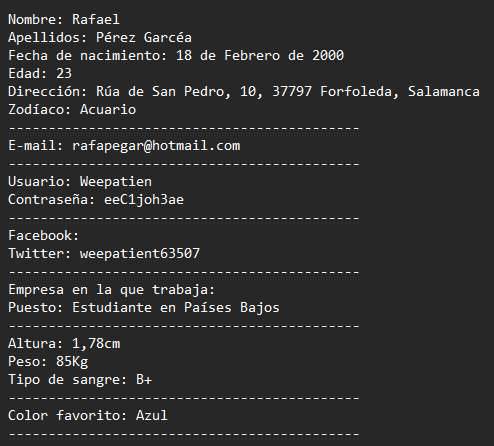 Nombre: Rafael
Apellidos: Pérez Garcéa
Fecha de nacimiento: 18 de Febrero de 2000
Edad: 23
Dirección: Rúa de San Pedro, 10, 37797 Forfoleda, Salamanca
Zodíaco: Acuario
-------------------------------------------
E-mail: rafapegar@hotmail.com
-------------------------------------------
Usuario: Weepatien
Contraseña: eeC1joh3ae
-------------------------------------------
Facebook:
Twitter: weepatient63507
-------------------------------------------
Empresa en la que trabaja:
Puesto: Estudiante en Países Bajos
-------------------------------------------
Altura: 1,78cm
Peso: 85Kg
Tipo de sangre: B+
-------------------------------------------
Color favorito: Azul
-------------------------------------------